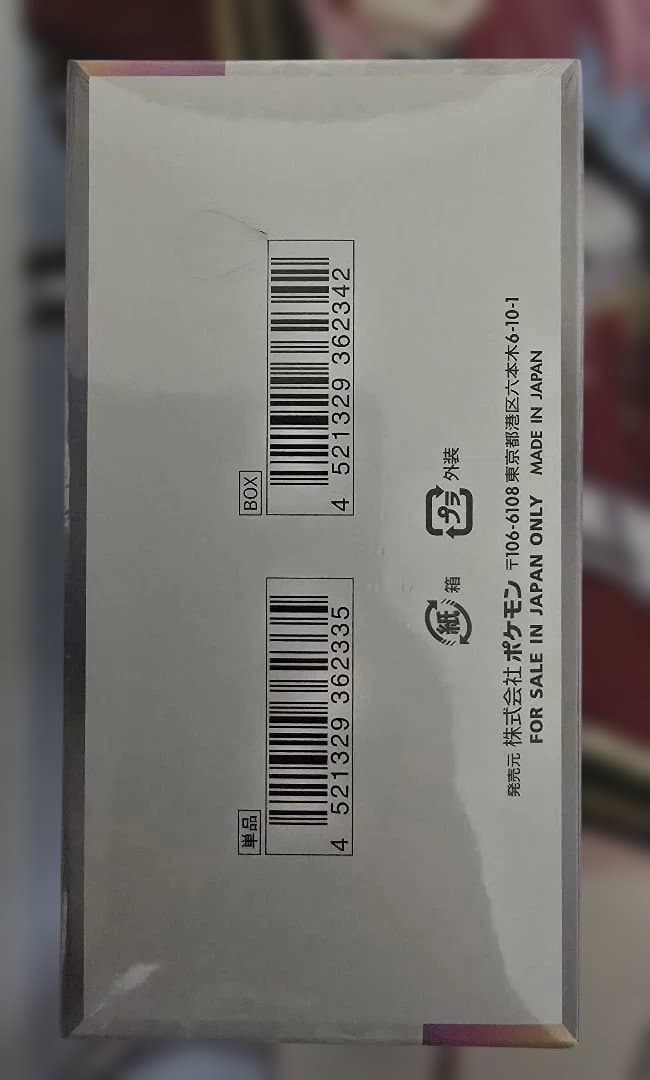 単品
4 521329 362335
BOX
4 521329 362342
紙 箱
プラ 外装
発売元 株式会社ポケモン 〒106-6108 東京都港区六本木6-10-1
FOR SALE IN JAPAN ONLY MADE IN JAPAN